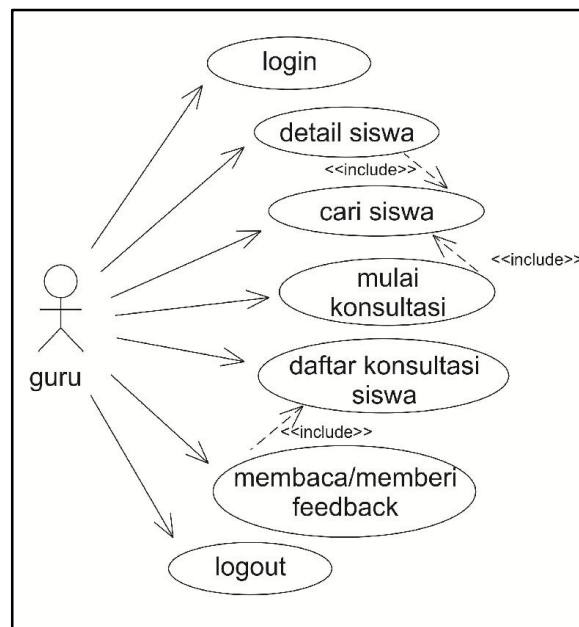 login
detail siswa
<<include>>
cari siswa
<<include>>
mulai
konsultasi
guru
daftar konsultasi
siswa
<<include>>
membaca/memberi
feedback
logout